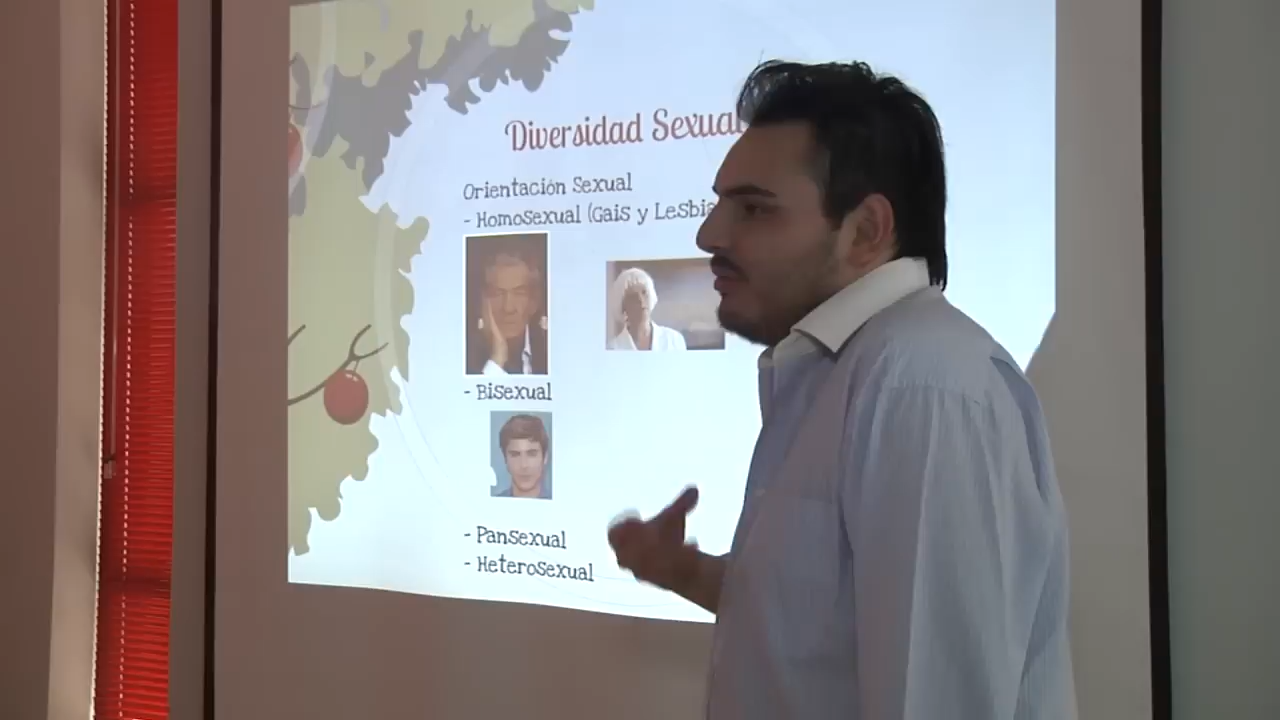 Diversidad Sexual
Orientación Sexual
- Homosexual (Gais y
- Bisexual
- Pansexual
- Heterosexual